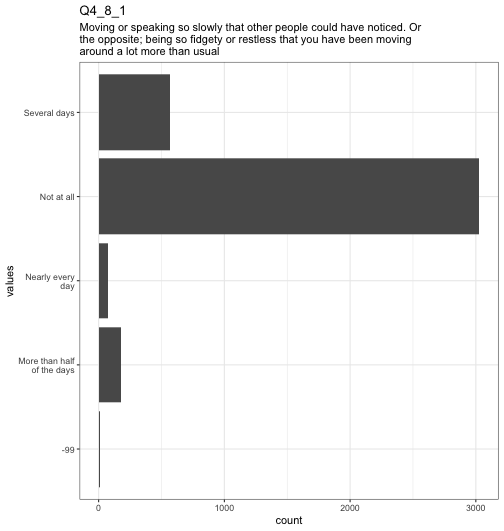 Q4_8_1
Moving or speaking so slowly that other people could have noticed. Or
the opposite; being so fidgety or restless that you have been moving
around a lot more than usual
Several days
Not at all
Nearly every
day
More than half
of the days
-99
values
0 1000 2000 3000
count